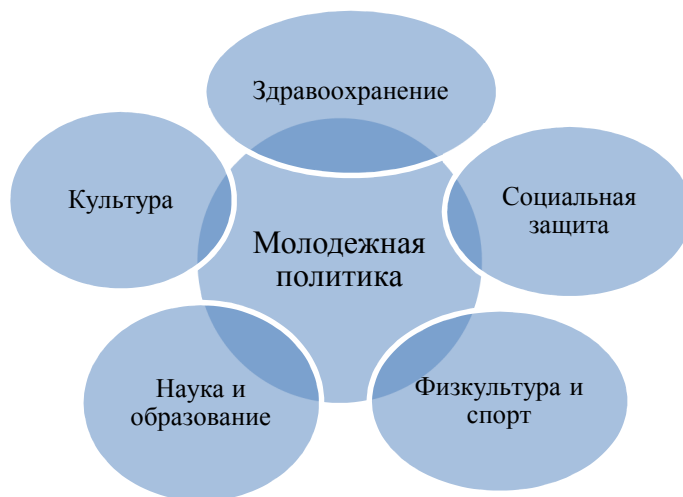 Здравоохранение
Культура
Социальная
защита
Молодежная
политика
Наука и
образование
Физкультура и
спорт